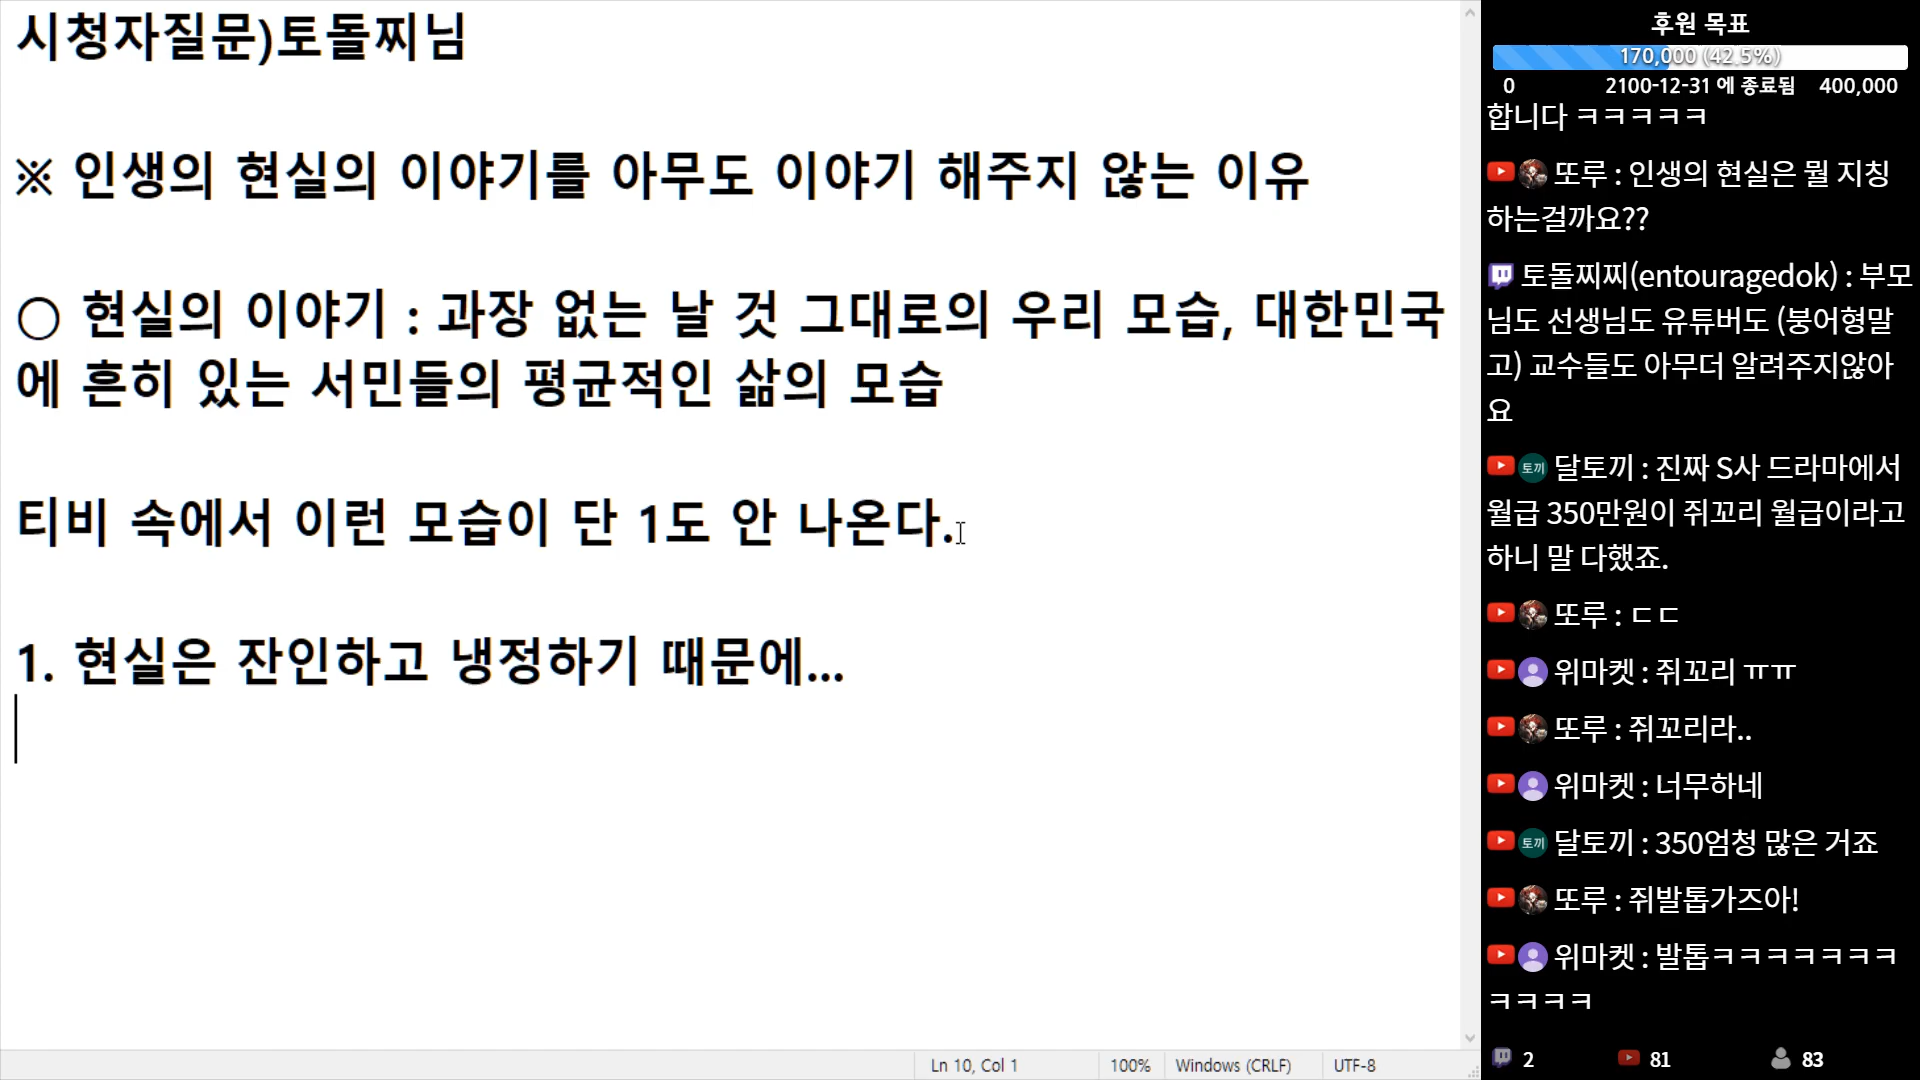 시청자질문)토돌찌님
※ 인생의 현실의 이야기를 아무도 이야기 해주지 않는 이유
○ 현실의 이야기 : 과장 없는 날 것 그대로의 우리 모습, 대한민국
에 흔히 있는 서민들의 평균적인 삶의 모습
티비 속에서 이런 모습이 단 1도 안 나온다.
1. 현실은 잔인하고 냉정하기 때문에...
Ln 10, Col 1
100%
Windows (CRLF)
UTF-8
후원 목표
170,000 (42.5%)
0 2100-12-31 에 종료됨 400,000
합니다 ㅋㅋㅋㅋㅋ
또루 : 인생의 현실은 뭘 지칭
하는걸까요??
토돌찌찌(entouragedok) : 부모
님도 선생님도 유튜버도 (붕어형말
고) 교수들도 아무더 알려주지않아
요
토끼 달토끼 : 진짜 S사 드라마에서
월급 350만원이 쥐꼬리 월급이라고
하니 말 다했죠.
또루 : ㄷㄷ
위마켓 : 쥐꼬리 ㅠㅠ
또루 : 쥐꼬리라..
위마켓 : 너무하네
토끼 달토끼 : 350엄청 많은 거죠
또루 : 쥐발톱가즈아!
위마켓 : 발톱ㅋㅋㅋㅋㅋㅋㅋ
ㅋㅋㅋㅋ
2 81 83